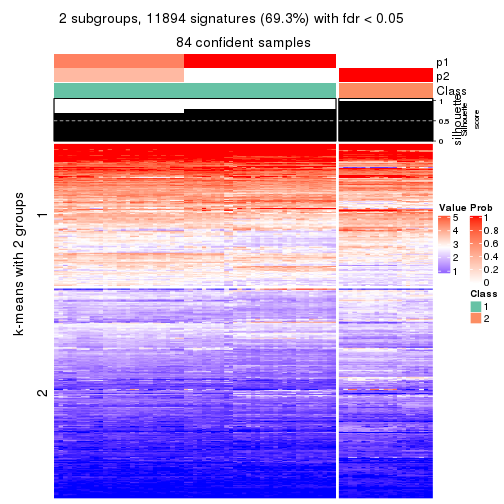 2 subgroups, 11894 signatures (69.3%) with fdr < 0.05
84 confident samples
p1
p2
Class
silhouette
Silhouette
score
1
0.5
0
k-means with 2 groups
1
2
Value
5
4
3
2
1
Prob
1
0.8
0.6
0.4
0.2
0
Class
1
2